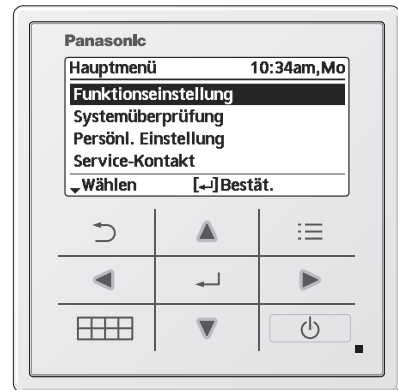 Panasonic
Hauptmenü 10:34am,Mo
Funktionseinstellung
Systemüberprüfung
Persönl. Einstellung
Service-Kontakt
Wählen [↵]Bestät.